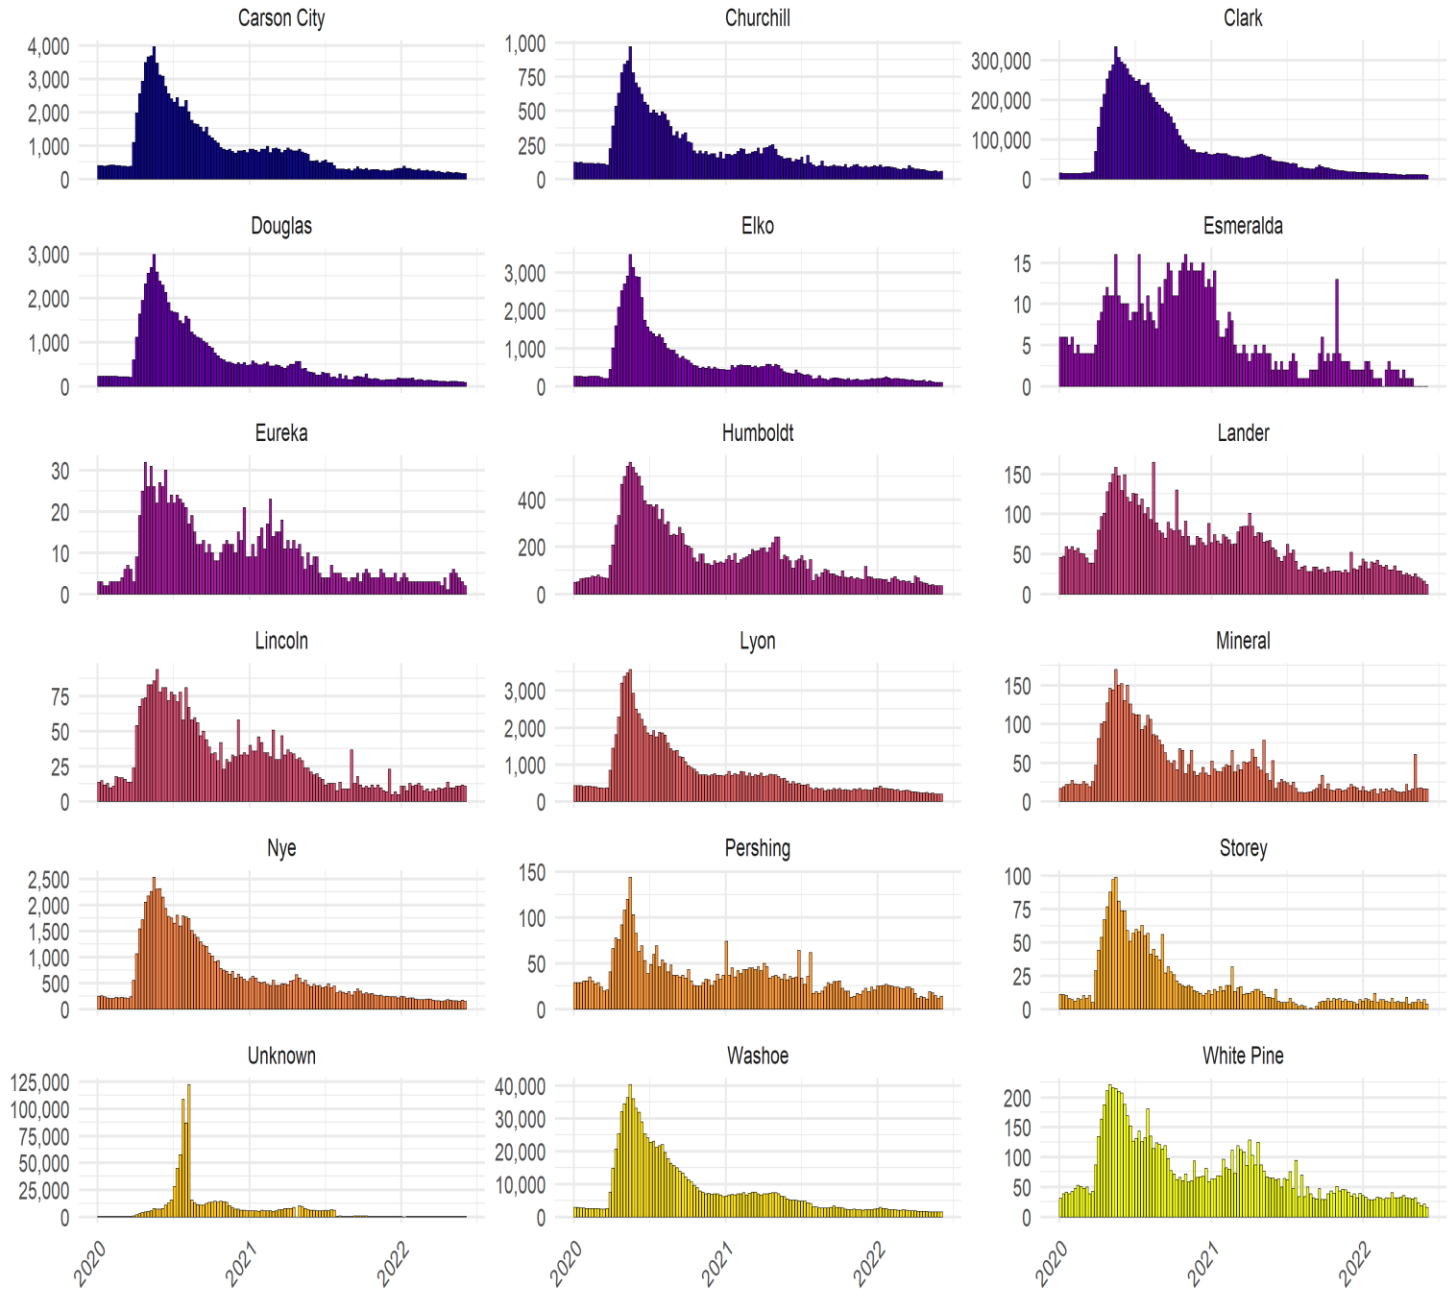 Carson City Churchill Clark
4,000 1,000
3,000 750 300,000
2,000 500 200,000
1,000 250 100,000
0 0 0
Douglas Elko Esmeralda
3,000 3,000 15
2,000 2,000 10
1,000 1,000 5
0 0 0
Eureka Humboldt Lander
30 400 150
20 200 100
10 50
0 0 0
Lincoln Lyon Mineral
75 3,000 150
50 2,000 100
25 1,000 50
0 0 0
Nye Pershing Storey
2,500 150 100
2,000 100 75
1,500 50
1,000 50 25
500
0 0 0
Unknown Washoe White Pine
125,000 40,000 200
100,000 30,000 150
75,000 20,000 100
50,000 10,000 50
25,000
0 0 0
2020 2021 2022 2020 2021 2022 2020 2021 2022